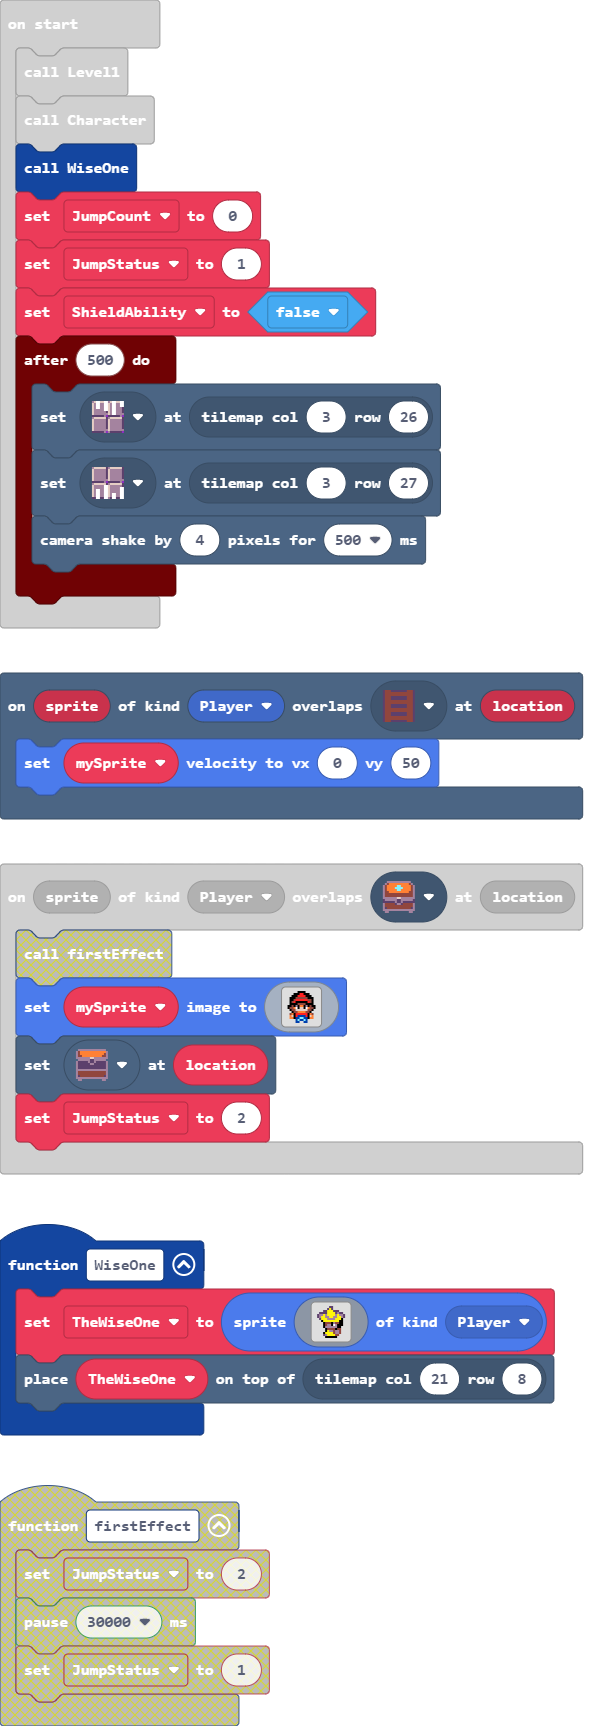 on start
call Level1
call Character
call WiseOne
set JumpCount to 0
set JumpStatus to 1
set ShieldAbility to false
after 500 do
set at tilemap col 3 row 26
set at tilemap col 3 row 27
camera shake by 4 pixels for 500 ms
on sprite of kind Player overlaps at location
set mySprite velocity to vx 0 vy 50
on sprite of kind Player overlaps at location
call firstEffect
set mySprite image to
set at location
set JumpStatus to 2
function WiseOne
set TheWiseOne to sprite of kind Player
place TheWiseOne on top of tilemap col 21 row 8
function firstEffect
set JumpStatus to 2
pause 30000 ms
set JumpStatus to 1